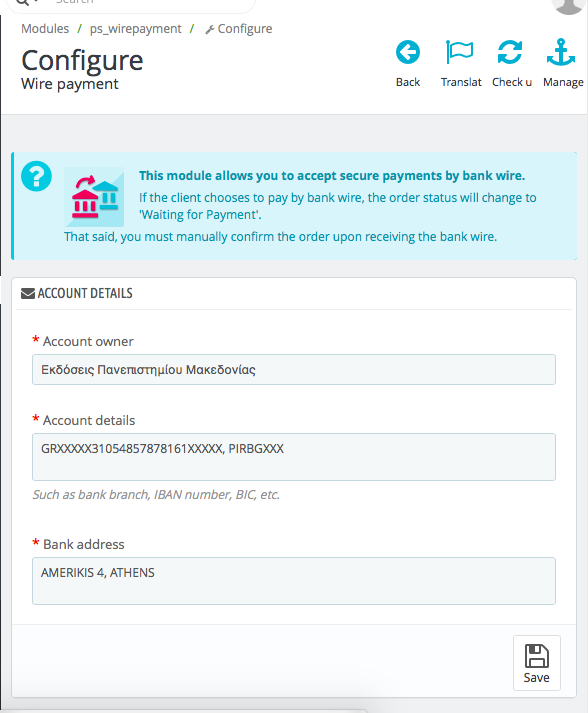 Search
Modules / ps_wirepayment / Configure
Configure
Wire payment
Back
Translat
Check u
Manage
This module allows you to accept secure payments by bank wire.
If the client chooses to pay by bank wire, the order status will change to
'Waiting for Payment'.
That said, you must manually confirm the order upon receiving the bank wire.
ACCOUNT DETAILS
* Account owner
Εκδόσεις Πανεπιστημίου Μακεδονίας
* Account details
GRXXXXX31054857878161XXXXX, PIRBGXXX
Such as bank branch, IBAN number, BIC, etc.
* Bank address
AMERIKIS 4, ATHENS
Save